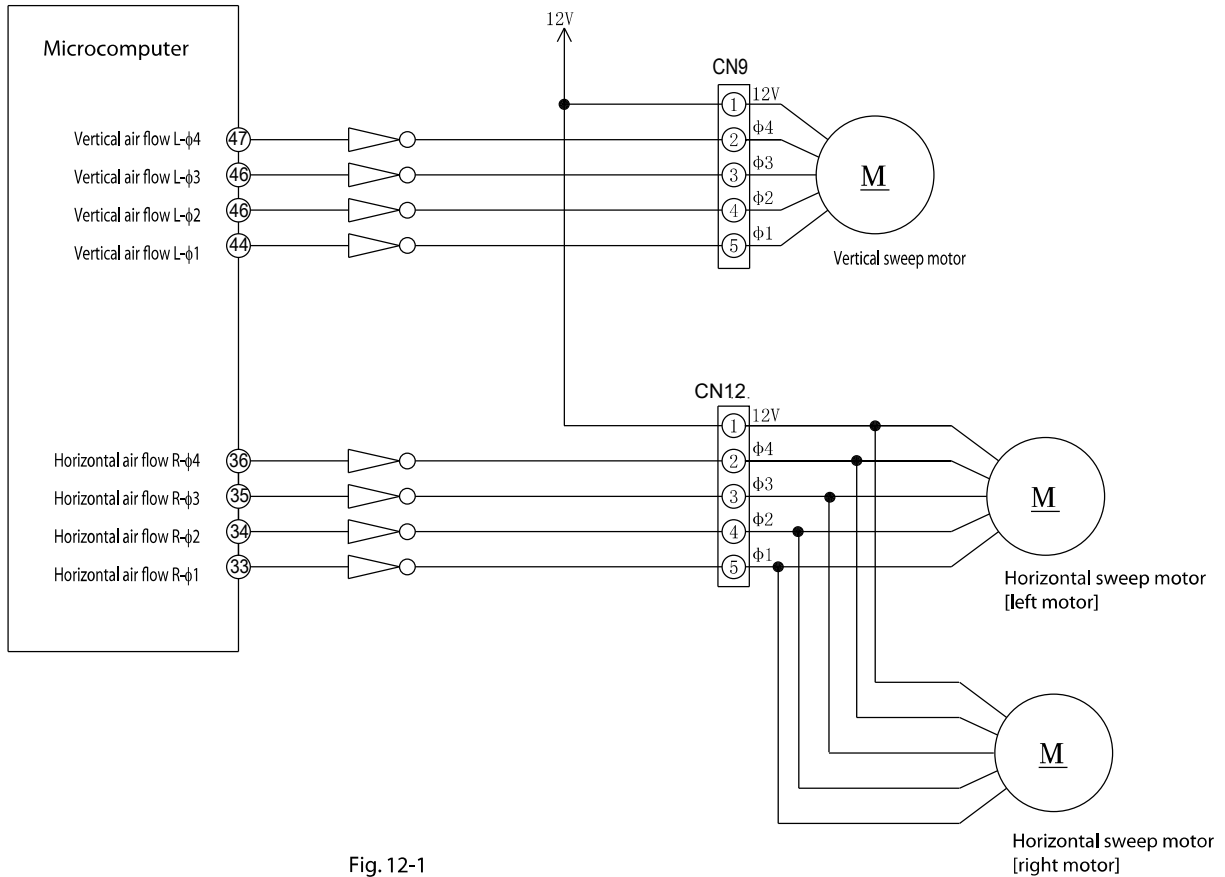 12V
Microcomputer
CN9
Vertical air flow L-ϕ4 47
Vertical air flow L-ϕ3 46
Vertical air flow L-ϕ2 46
Vertical air flow L-ϕ1 44
1 12V
2 ϕ4
3 ϕ3
4 ϕ2
5 ϕ1
M
Vertical sweep motor
CN12.
Horizontal air flow R-ϕ4 36
Horizontal air flow R-ϕ3 35
Horizontal air flow R-ϕ2 34
Horizontal air flow R-ϕ1 33
1 12V
2 ϕ4
3 ϕ3
4 ϕ2
5 ϕ1
M
Horizontal sweep motor
[left motor]
M
Horizontal sweep motor
[right motor]
Fig. 12-1